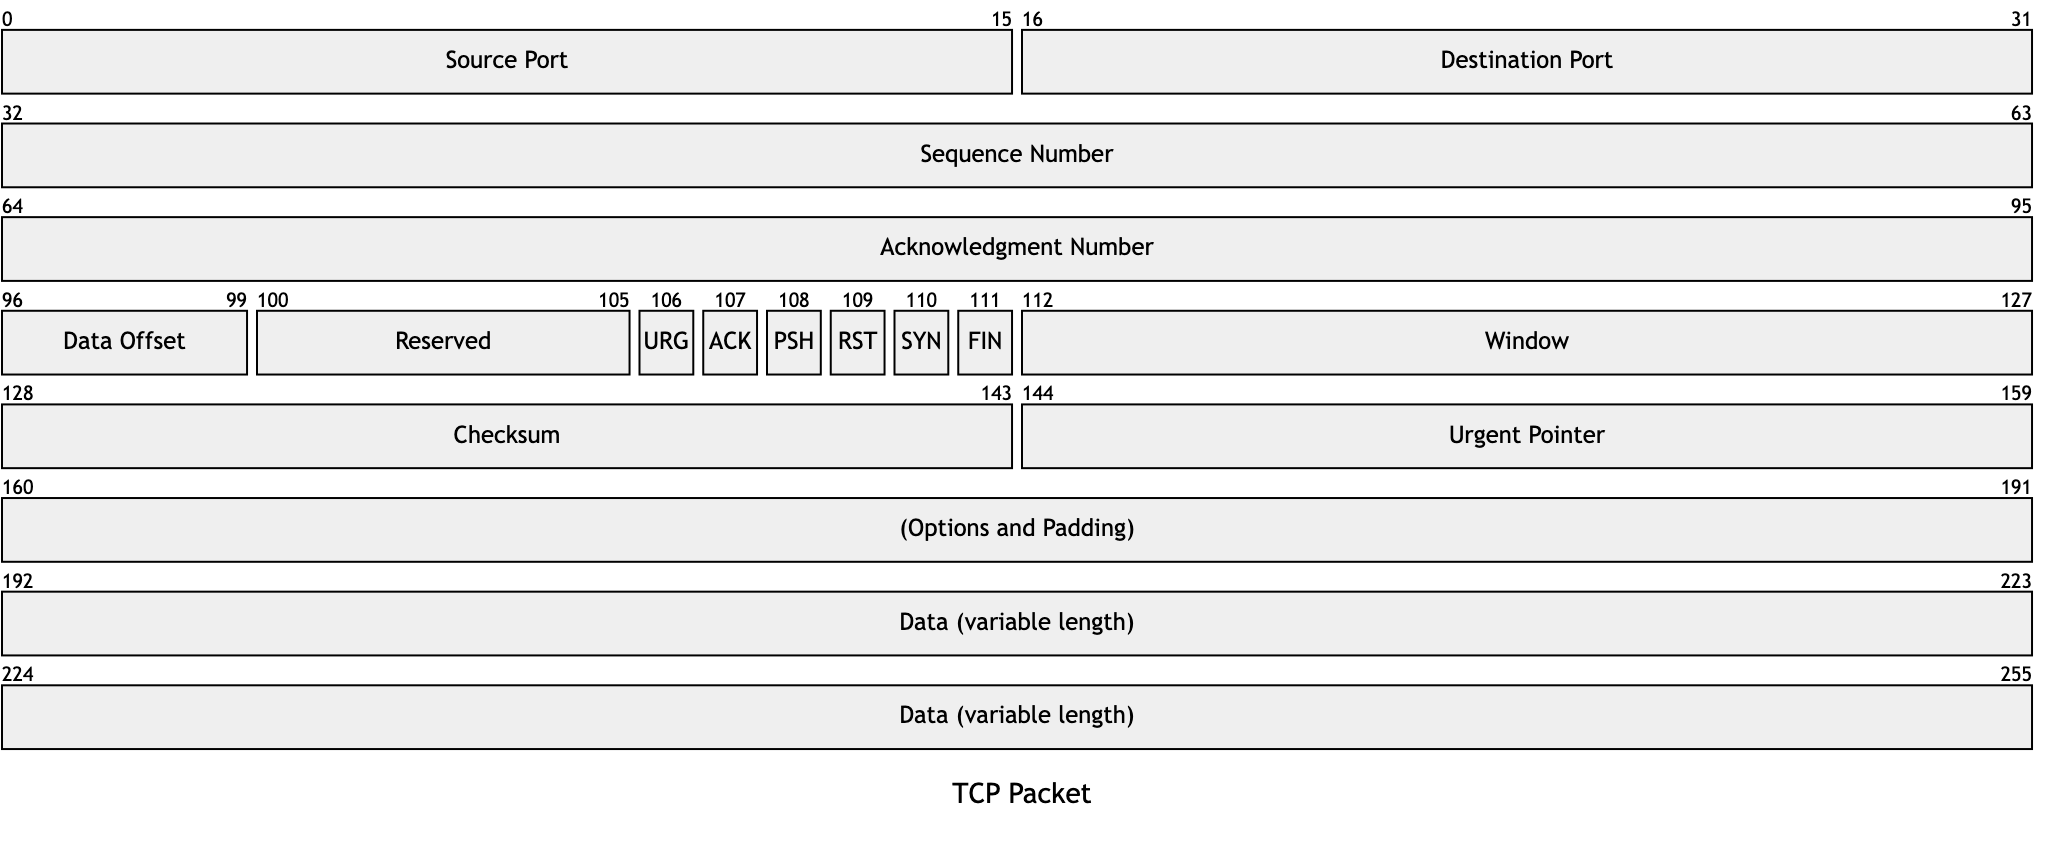 0 15 16 31
Source Port Destination Port
32 63
Sequence Number
64 95
Acknowledgment Number
96 99 100 105 106 107 108 109 110 111 112 127
Data Offset Reserved URG ACK PSH RST SYN FIN Window
128 143 144 159
Checksum Urgent Pointer
160 191
(Options and Padding)
192 223
Data (variable length)
224 255
Data (variable length)
TCP Packet